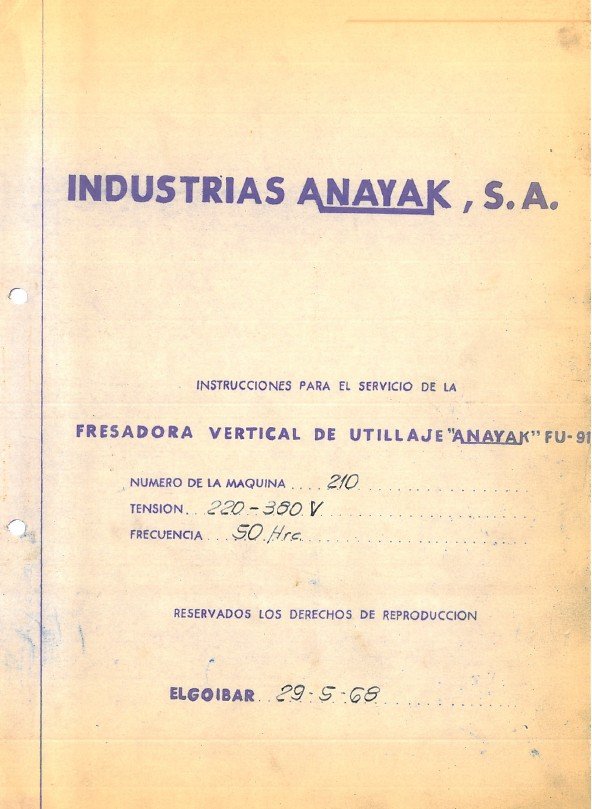 INDUSTRIAS ANAYAK, S.A.
INSTRUCCIONES PARA EL SERVICIO DE LA
FRESADORA VERTICAL DE UTILLAJE "ANAYAK" FU-91
NUMERO DE LA MAQUINA .... 210 ....................
TENSION... 220-380 V ....................
FRECUENCIA .... 50 Hrc ....................
RESERVADOS LOS DERECHOS DE REPRODUCCION
ELGOIBAR .. 29-5-68 ..........